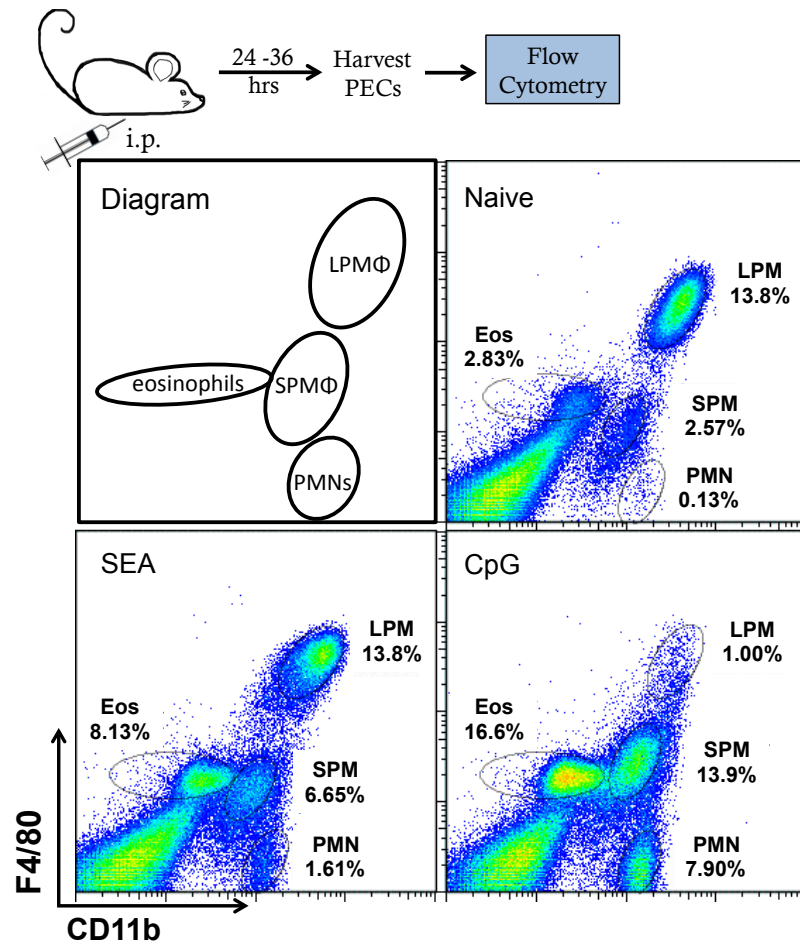 24 -36
hrs
Harvest
PECs
Flow
Cytometry
i.p.
Diagram
LPMΦ
eosinophils
SPMΦ
PMNs
Naive
LPM
13.8%
Eos
2.83%
SPM
2.57%
PMN
0.13%
SEA
LPM
13.8%
Eos
8.13%
SPM
6.65%
PMN
1.61%
CpG
LPM
1.00%
Eos
16.6%
SPM
13.9%
PMN
7.90%
F4/80
CD11b